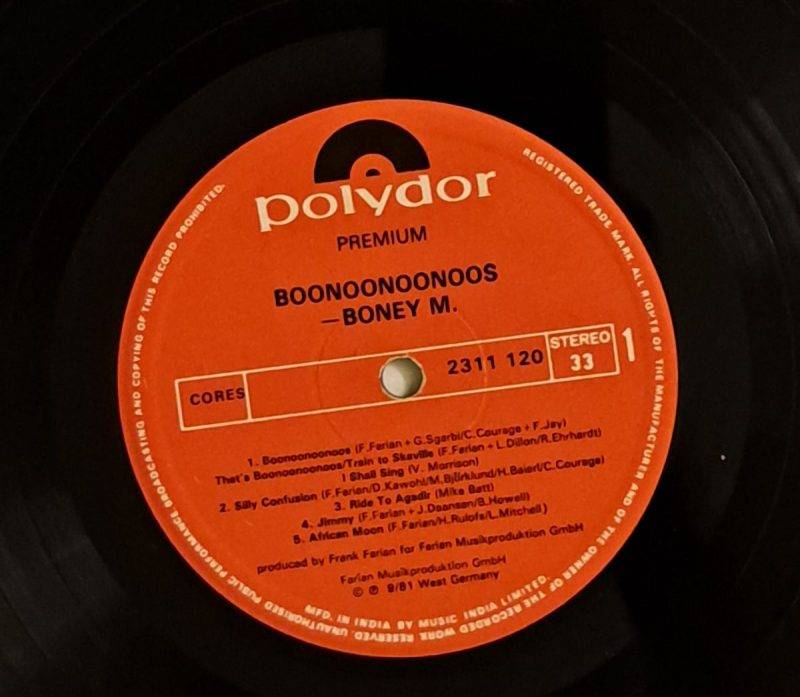 polydor
PREMIUM
BOONOONOONOOS
—BONEY M.
CORES
2311 120
STEREO
33
1
1. Boonoonoonoos (F.Farian + G.Sgarbi/C.Courage + F.Jay)
That's Boonoonoonoos/Train to Skaville (F.Farian + L.Dillon/R.Ehrhardt)
I Shall Sing (V. Morrison)
2. Silly Confusion (F.Farian/D.Kawohl/M.Björklund/H.Baierl/C.Courage)
3. Ride To Agadir (Mike Batt)
4. Jimmy (F.Farian + J.Daansen/B.Howell)
5. African Moon (F.Farian/H.Rulofs/L.Mitchell)
produced by Frank Farian for Farian Musikproduktion GmbH
Farian Musikproduktion GmbH
© ℗ 9/81 West Germany
MFD. IN INDIA BY MUSIC INDIA LIMITED.
REGISTERED TRADE MARK. ALL RIGHTS OF THE MANUFACTURER AND OF THE OWNER OF THE RECORDED WORK RESERVED. UNAUTHORISED PUBLIC PERFORMANCE BROADCASTING AND COPYING OF THIS RECORD PROHIBITED.